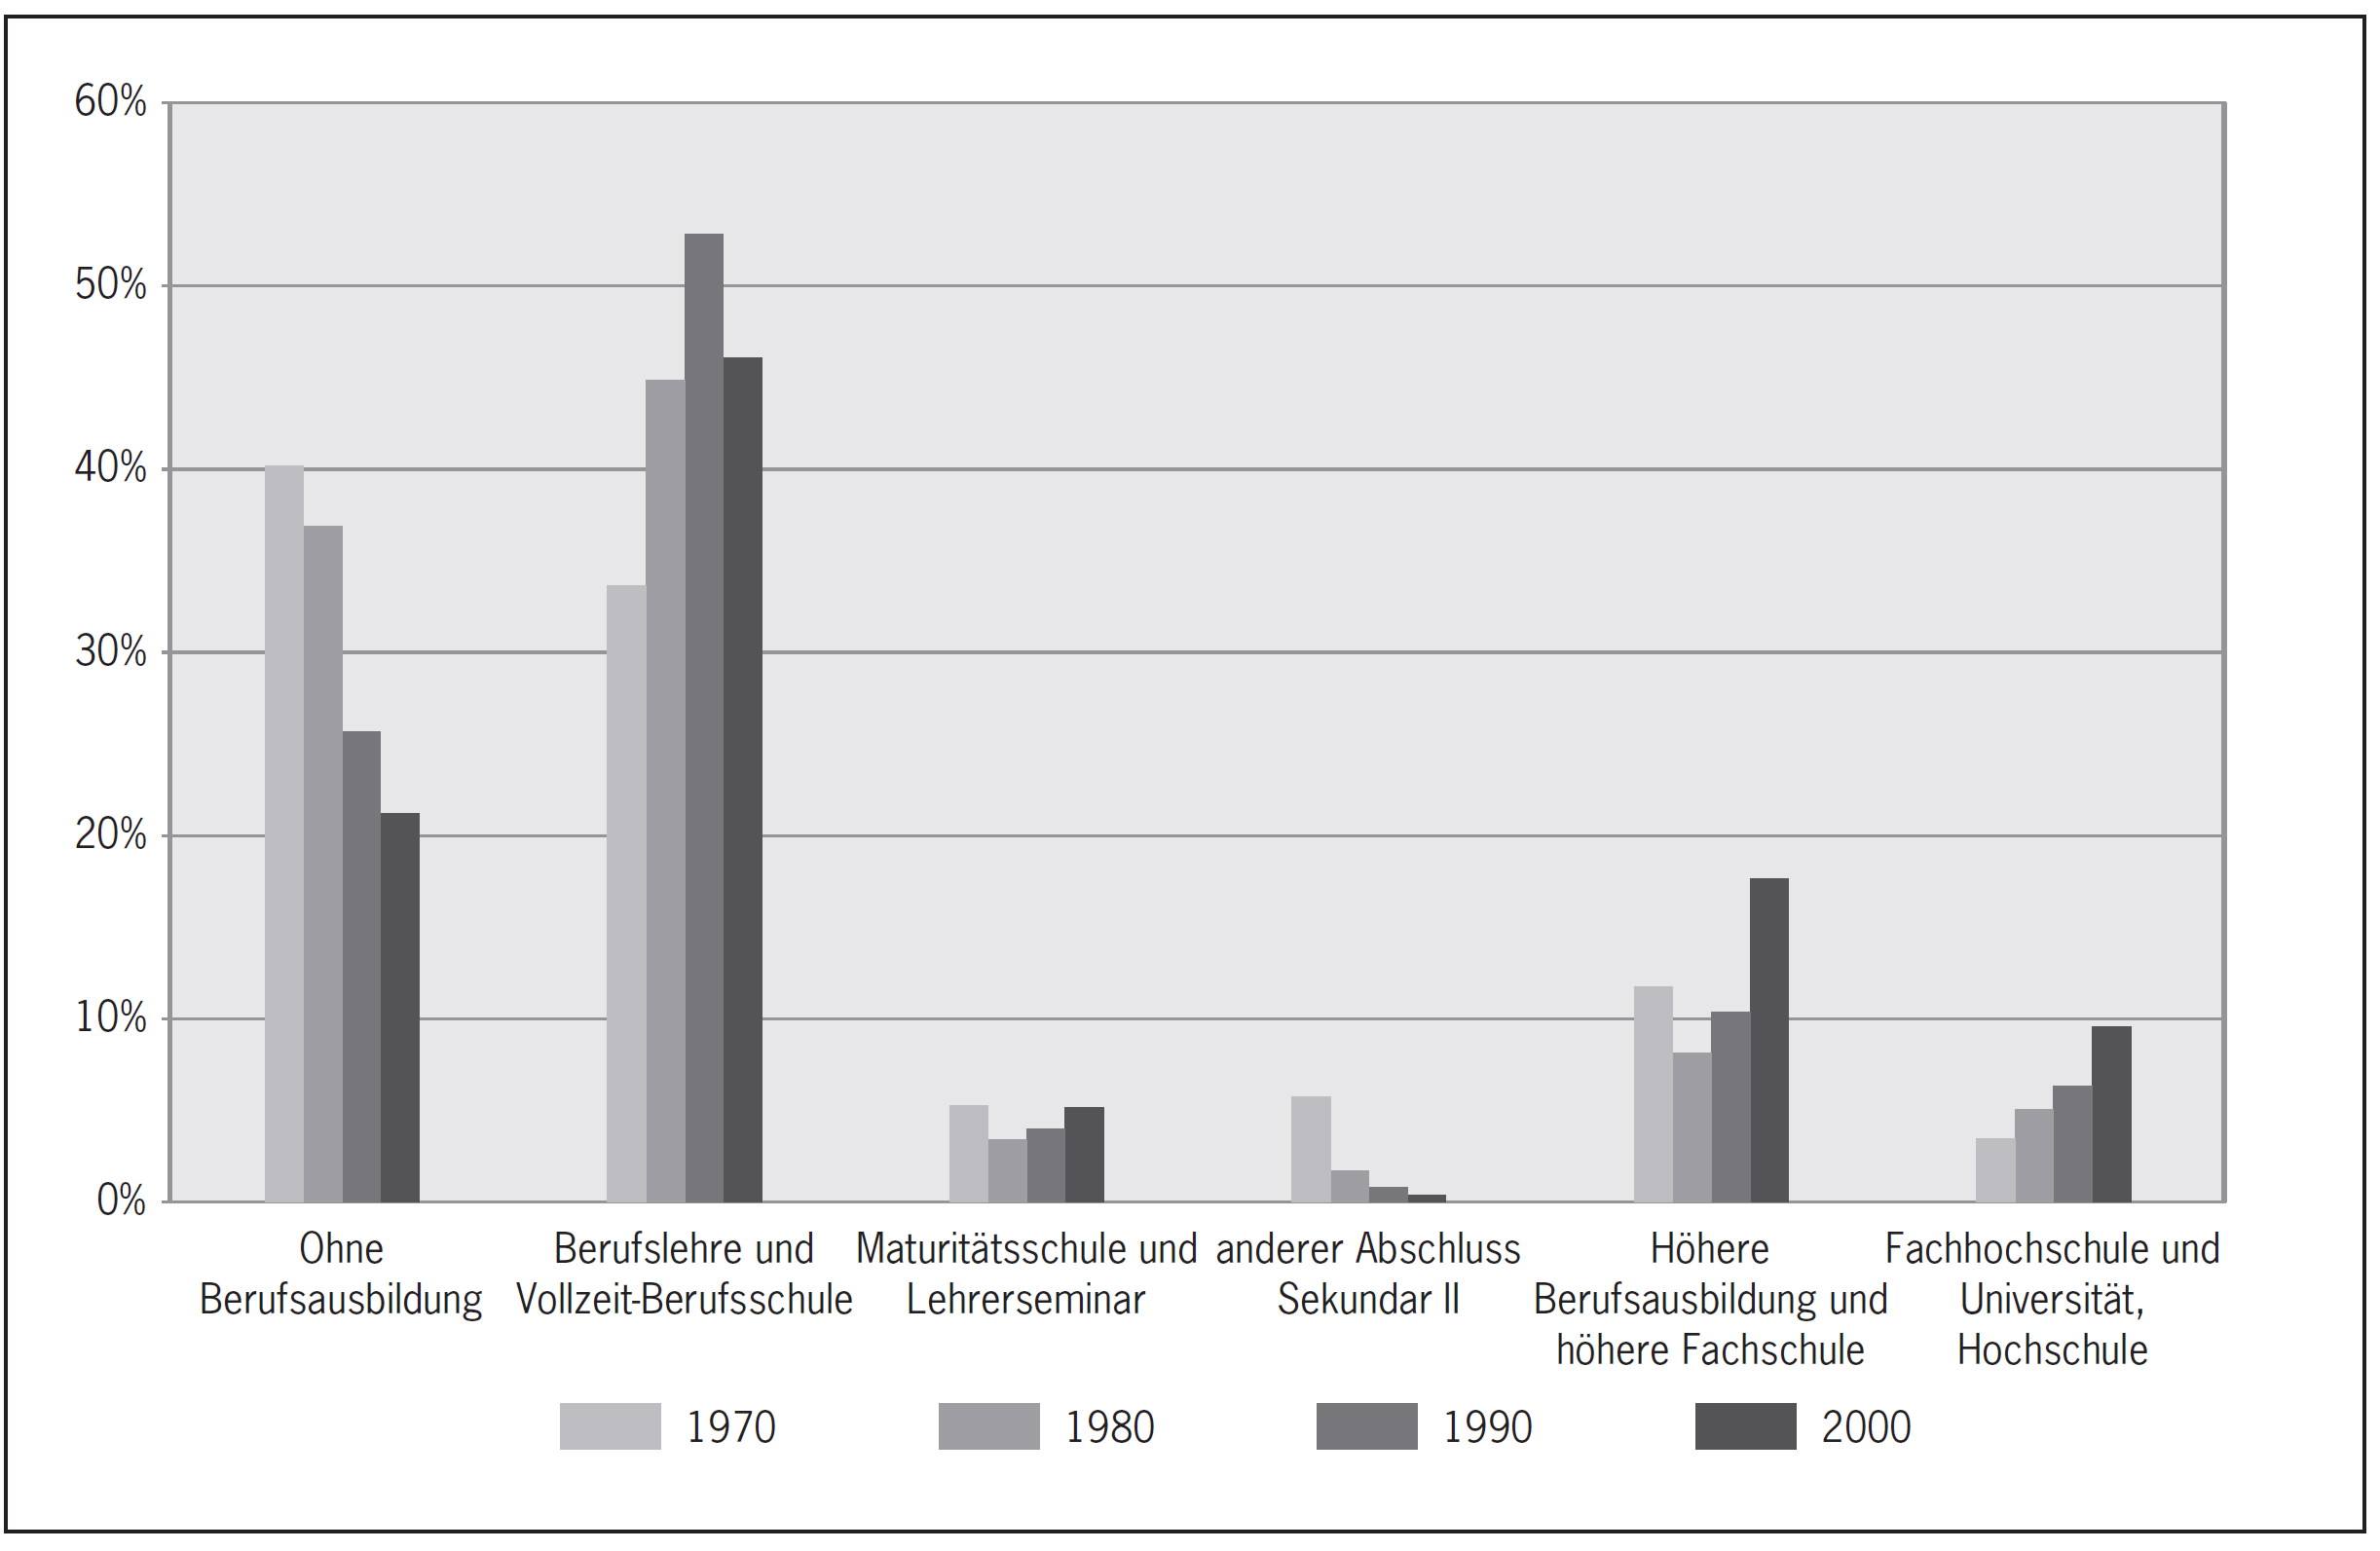 60%
50%
40%
30%
20%
10%
0%
Ohne
Berufsausbildung
Berufslehre und
Vollzeit-Berufsschule
Maturitätsschule und
Lehrerseminar
anderer Abschluss
Sekundar II
Höhere
Berufsausbildung und
höhere Fachschule
Fachhochschule und
Universität,
Hochschule
1970
1980
1990
2000